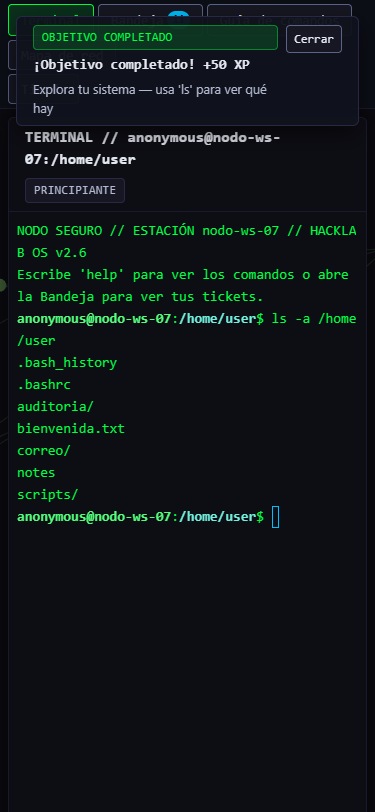 OBJETIVO COMPLETADO
Cerrar
¡Objetivo completado! +50 XP
Explora tu sistema — usa 'ls' para ver qué
hay
TERMINAL // anonymous@nodo-ws-
07:/home/user
PRINCIPIANTE
NODO SEGURO // ESTACIÓN nodo-ws-07 // HACKLA
B OS v2.6
Escribe 'help' para ver los comandos o abre
la Bandeja para ver tus tickets.
anonymous@nodo-ws-07:/home/user$ ls -a /home
/user
.bash_history
.bashrc
auditoria/
bienvenida.txt
correo/
notes
scripts/
anonymous@nodo-ws-07:/home/user$